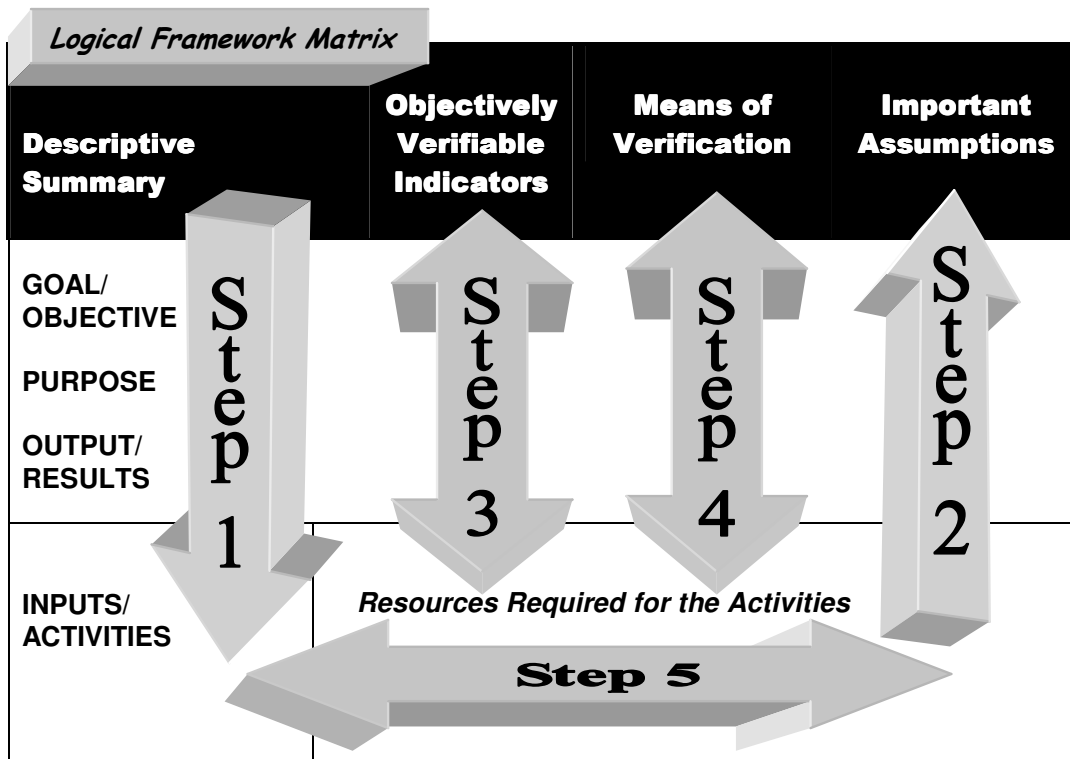 Logical Framework Matrix
Descriptive
Summary
Objectively
Verifiable
Indicators
Means of
Verification
Important
Assumptions
GOAL/
OBJECTIVE
PURPOSE
OUTPUT/
RESULTS
Step 1
Step 3
Step 4
Step 2
INPUTS/
ACTIVITIES
Resources Required for the Activities
Step 5